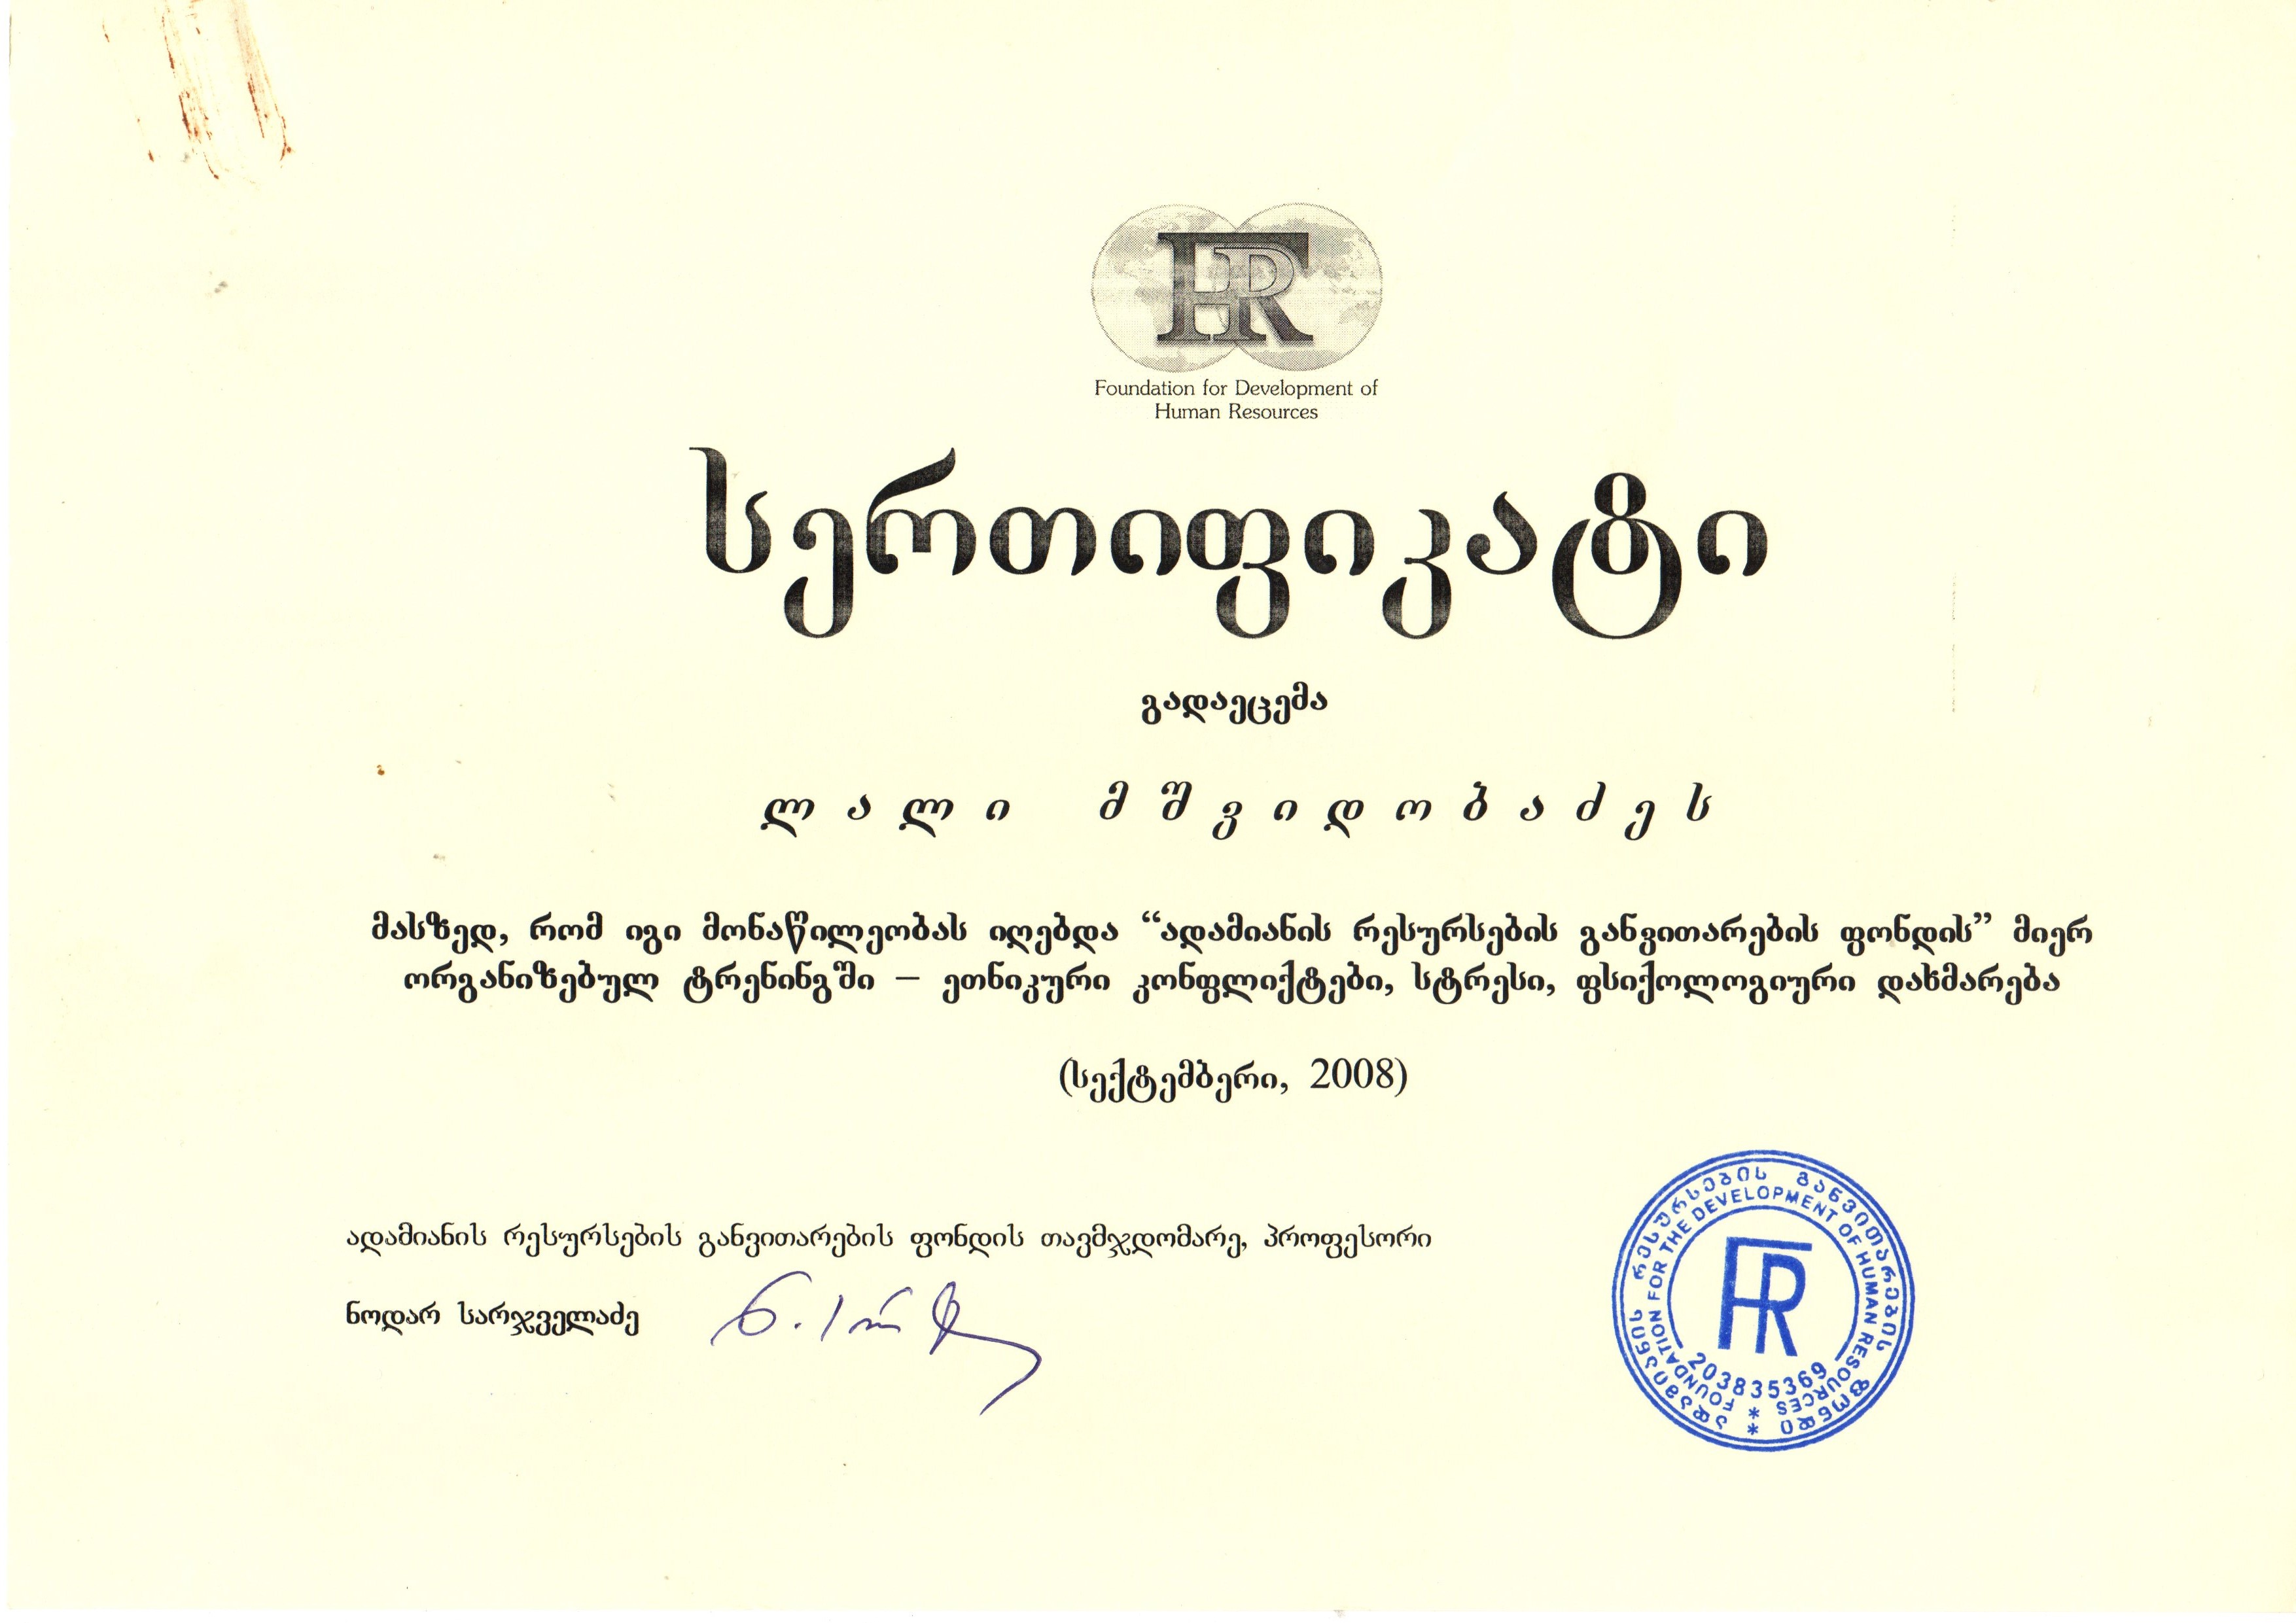 FR
Foundation for Development of
Human Resources
სერთიფიკატი
გადაეცემა
ლალი მშვიდობაძეს
მასზედ, რომ იგი მონაწილეობას იღებდა “ადამიანის რესურსების განვითარების ფონდის” მიერ
ორგანიზებულ ტრენინგში – ეთნიკური კონფლიქტები, სტრესი, ფსიქოლოგიური დახმარება
(სექტემბერი, 2008)
ადამიანის რესურსების განვითარების ფონდის თავმჯდომარე, პროფესორი
ნოდარ სარჯველაძე
ადამიანის რესურსების განვითარების ფონდი *
FOUNDATION FOR THE DEVELOPMENT OF HUMAN RESOURCES *
FR
203835369